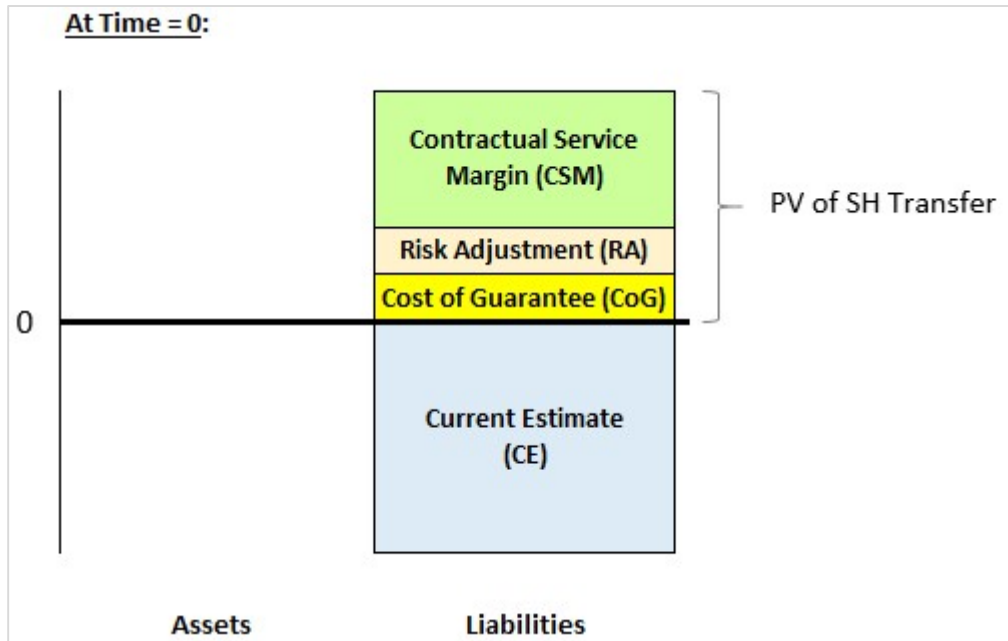 At Time = 0:
Contractual Service
Margin (CSM)
PV of SH Transfer
Risk Adjustment (RA)
Cost of Guarantee (CoG)
0
Current Estimate
(CE)
Assets
Liabilities